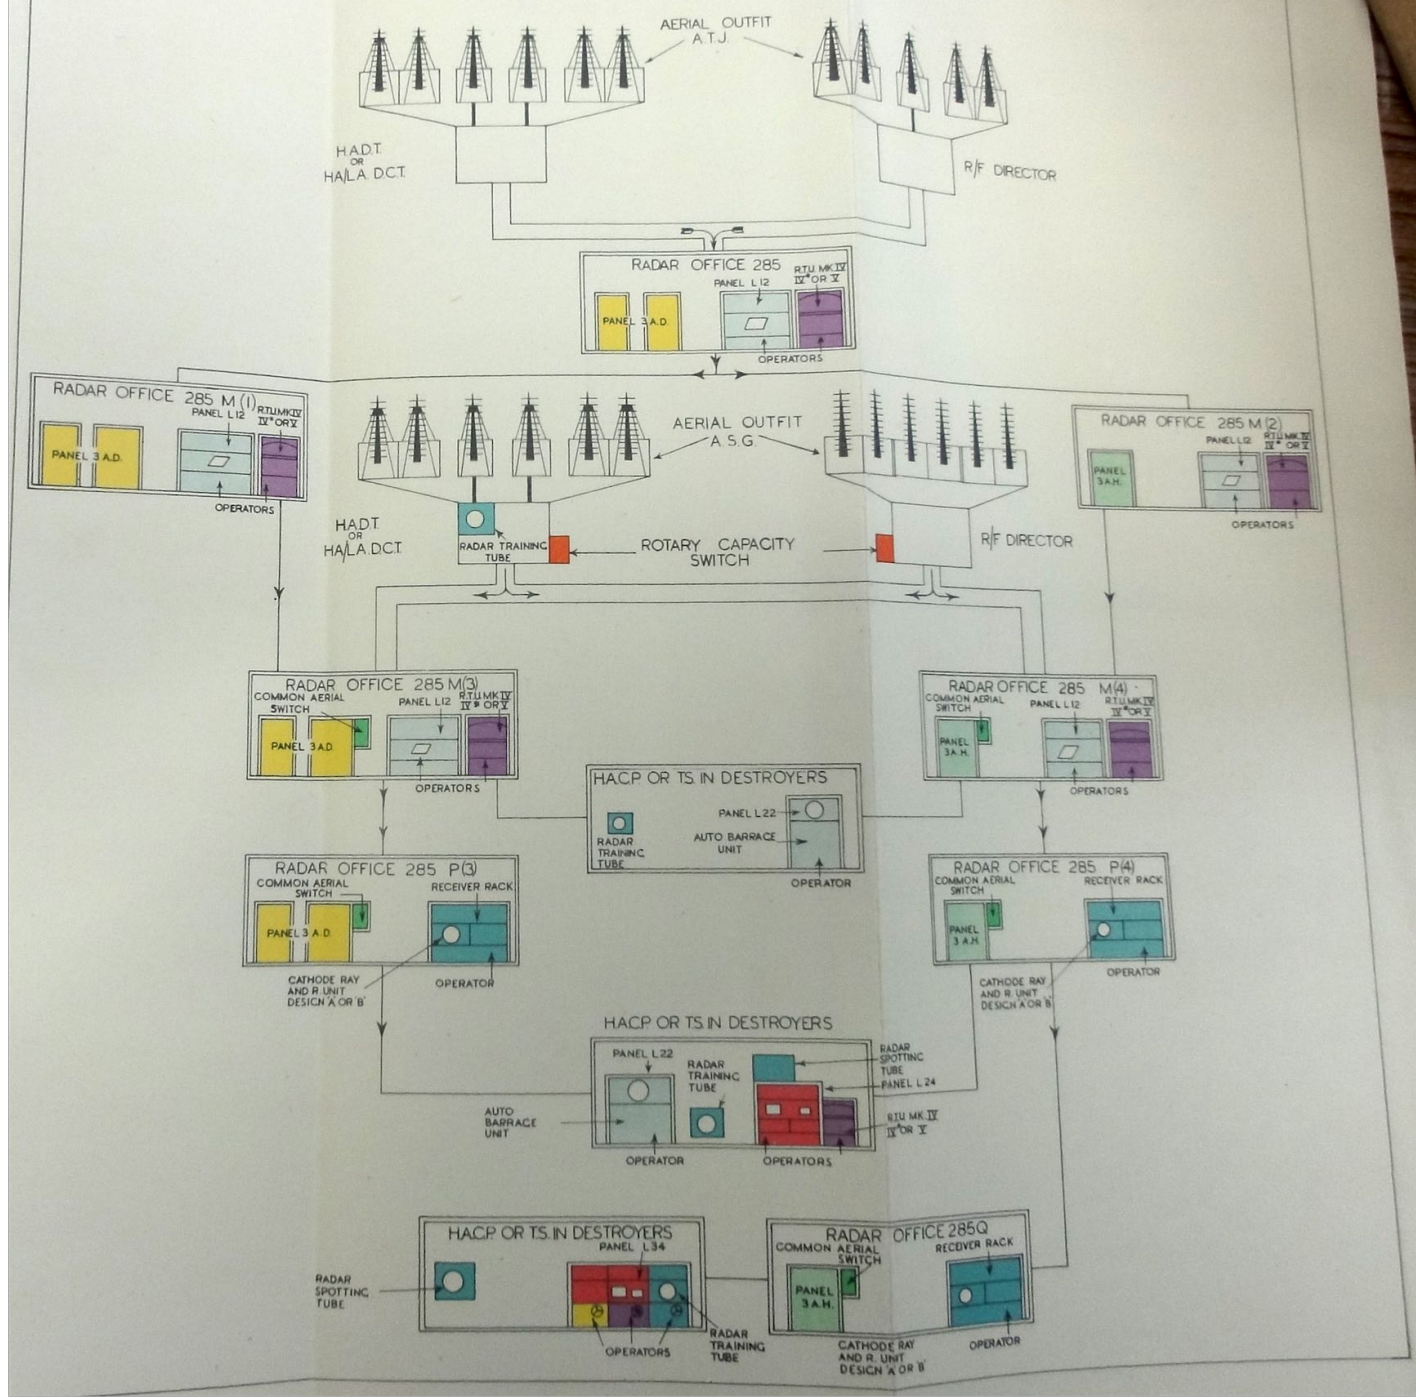 AERIAL OUTFIT
A.T.J.
H.A.D.T.
OR
HA/L.A. D.C.T.
R/F DIRECTOR
RADAR OFFICE 285
PANEL L12
R.T.U. MK IV
IV* OR V
PANEL 3 A.D.
OPERATORS
RADAR OFFICE 285 M (1)
PANEL L12
R.T.U. MK IV
IV* OR V
PANEL 3 A.D.
OPERATORS
AERIAL OUTFIT
A.S.G.
RADAR OFFICE 285 M (2)
PANEL L12
R.T.U. MK IV
IV* OR V
PANEL
3 A.H.
OPERATORS
H.A.D.T.
OR
HA/L.A. D.C.T.
RADAR TRAINING
TUBE
ROTARY CAPACITY
SWITCH
R/F DIRECTOR
RADAR OFFICE 285 M(3)
COMMON AERIAL
SWITCH
PANEL L12
R.T.U. MK IV
IV* OR V
PANEL 3 A.D.
OPERATORS
RADAR OFFICE 285 M(4)
COMMON AERIAL
SWITCH
PANEL L12
R.T.U. MK IV
IV* OR V
PANEL
3 A.H.
OPERATORS
H.A.C.P. OR T.S. IN DESTROYERS
PANEL L22
RADAR
TRAINING
TUBE
AUTO BARRACE
UNIT
OPERATOR
RADAR OFFICE 285 P(3)
COMMON AERIAL
SWITCH
RECEIVER RACK
PANEL 3 A.D.
CATHODE RAY
AND R. UNIT
DESIGN 'A' OR 'B'
OPERATOR
RADAR OFFICE 285 P(4)
COMMON AERIAL
SWITCH
RECEIVER RACK
PANEL
3 A.H.
CATHODE RAY
AND R. UNIT
DESIGN 'A' OR 'B'
OPERATOR
H.A.C.P. OR T.S. IN DESTROYERS
PANEL L22
RADAR
TRAINING
TUBE
RADAR
SPOTTING
TUBE
PANEL L24
AUTO
BARRACE
UNIT
R.T.U. MK IV
IV* OR V
OPERATOR
OPERATORS
H.A.C.P. OR T.S. IN DESTROYERS
PANEL L34
RADAR
SPOTTING
TUBE
OPERATORS
RADAR
TRAINING
TUBE
RADAR OFFICE 285Q
COMMON AERIAL
SWITCH
RECOVER RACK
PANEL
3 A.H.
CATHODE RAY
AND R. UNIT
DESIGN 'A' OR 'B'
OPERATOR